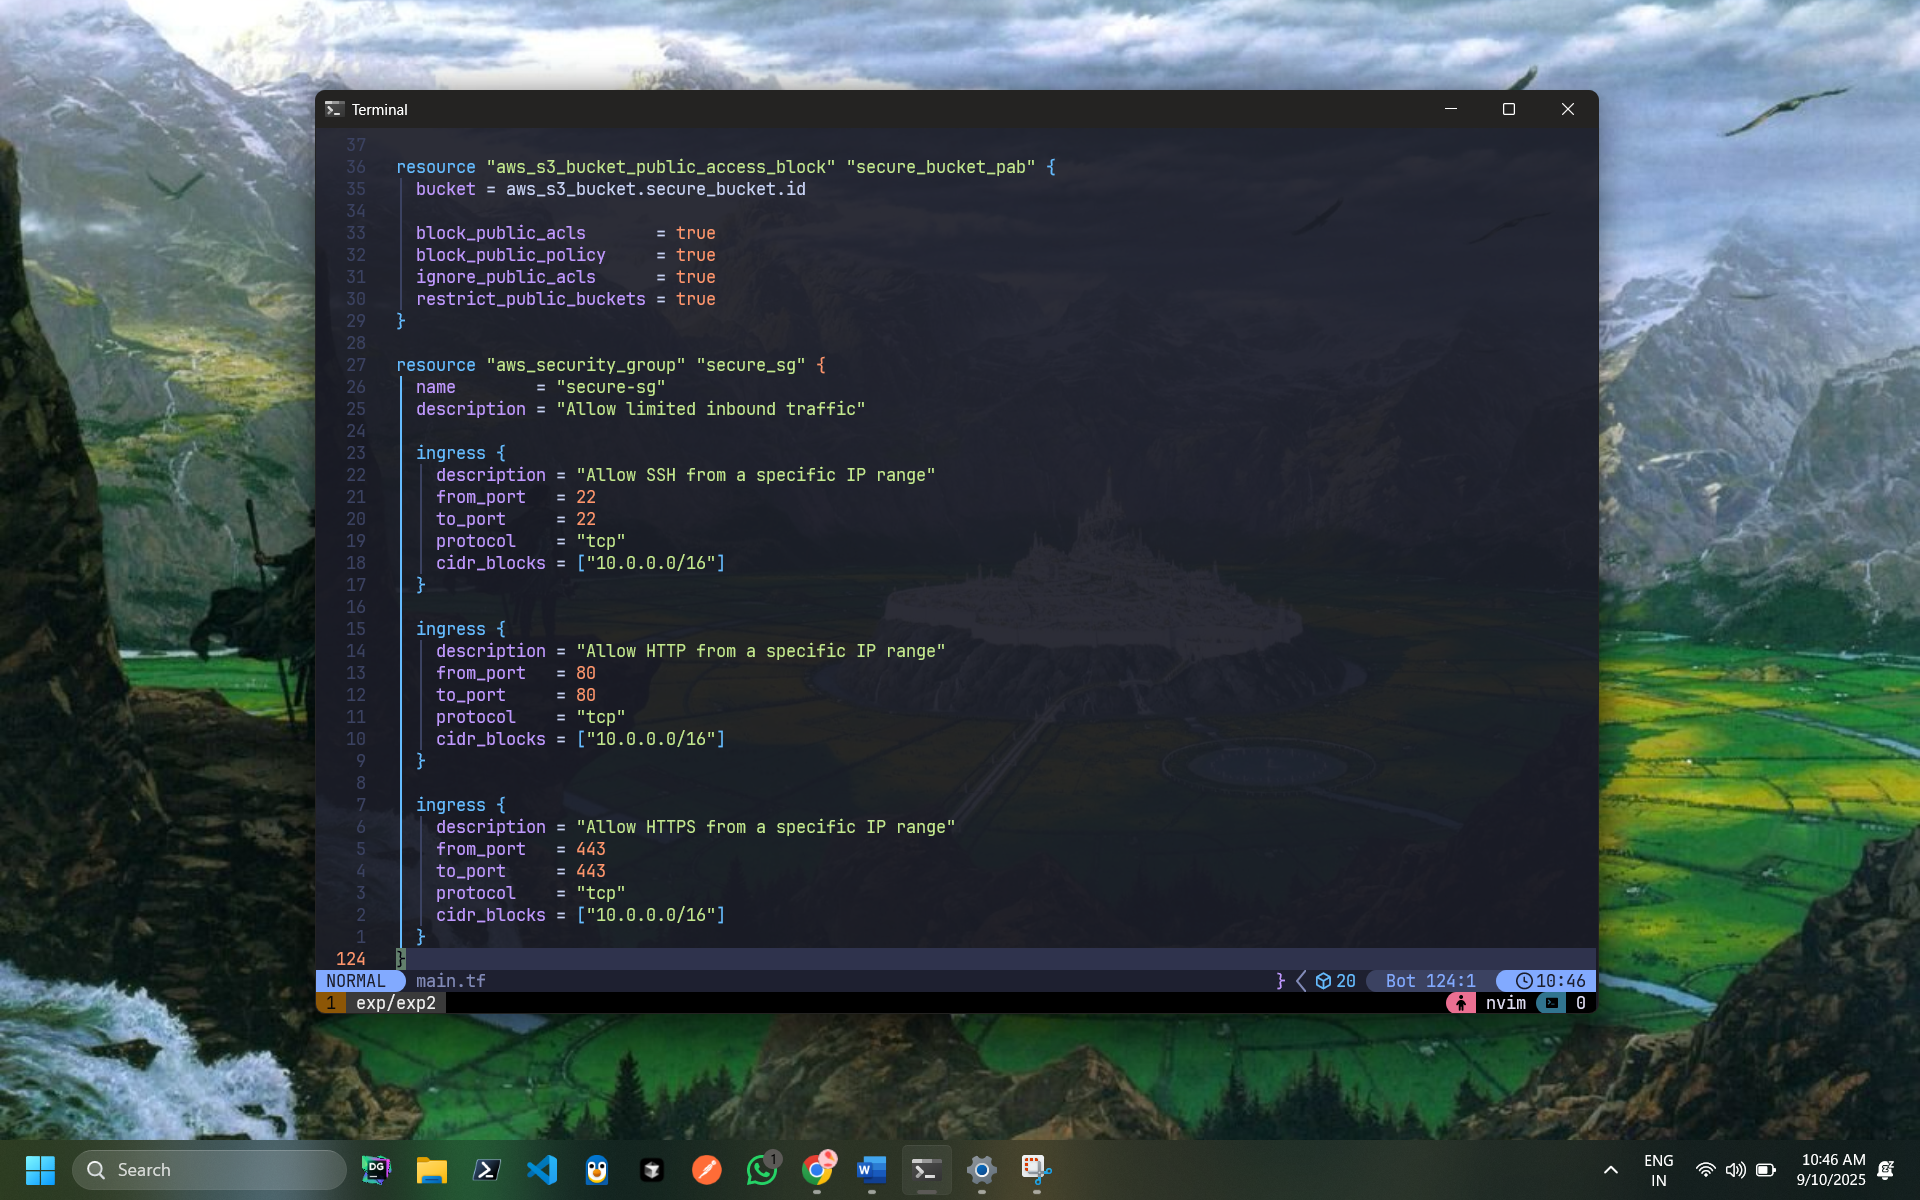 Terminal
37
36 resource "aws_s3_bucket_public_access_block" "secure_bucket_pab" {
35 bucket = aws_s3_bucket.secure_bucket.id
34
33 block_public_acls = true
32 block_public_policy = true
31 ignore_public_acls = true
30 restrict_public_buckets = true
29 }
28
27 resource "aws_security_group" "secure_sg" {
26 name = "secure-sg"
25 description = "Allow limited inbound traffic"
24
23 ingress {
22 description = "Allow SSH from a specific IP range"
21 from_port = 22
20 to_port = 22
19 protocol = "tcp"
18 cidr_blocks = ["10.0.0.0/16"]
17 }
16
15 ingress {
14 description = "Allow HTTP from a specific IP range"
13 from_port = 80
12 to_port = 80
11 protocol = "tcp"
10 cidr_blocks = ["10.0.0.0/16"]
9 }
8
7 ingress {
6 description = "Allow HTTPS from a specific IP range"
5 from_port = 443
4 to_port = 443
3 protocol = "tcp"
2 cidr_blocks = ["10.0.0.0/16"]
1 }
124 }
NORMAL main.tf } 20 Bot 124:1 10:46
1 exp/exp2 nvim 0
Search DG 1 W ENG 10:46 AM
IN 9/10/2025